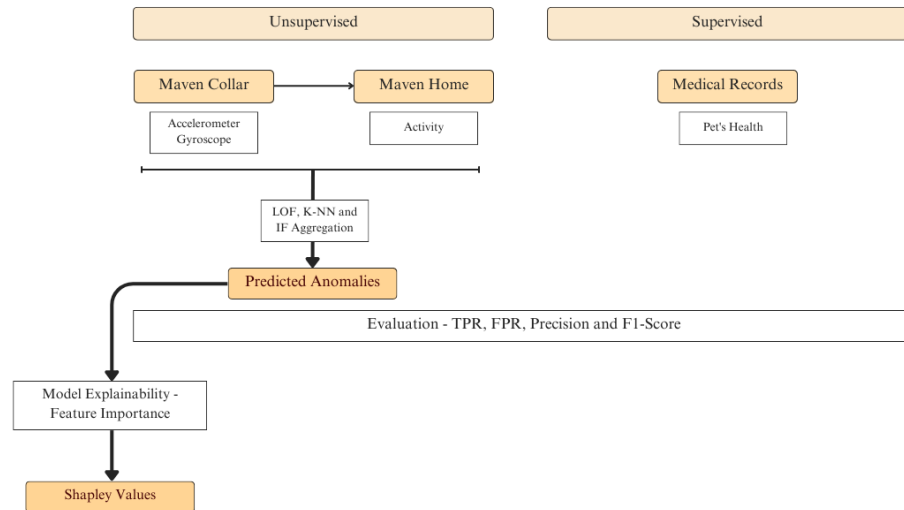 Unsupervised
Supervised
Maven Collar
Maven Home
Medical Records
Accelerometer
Gyroscope
Activity
Pet's Health
LOF, K-NN and
IF Aggregation
Predicted Anomalies
Evaluation - TPR, FPR, Precision and F1-Score
Model Explainability -
Feature Importance
Shapley Values